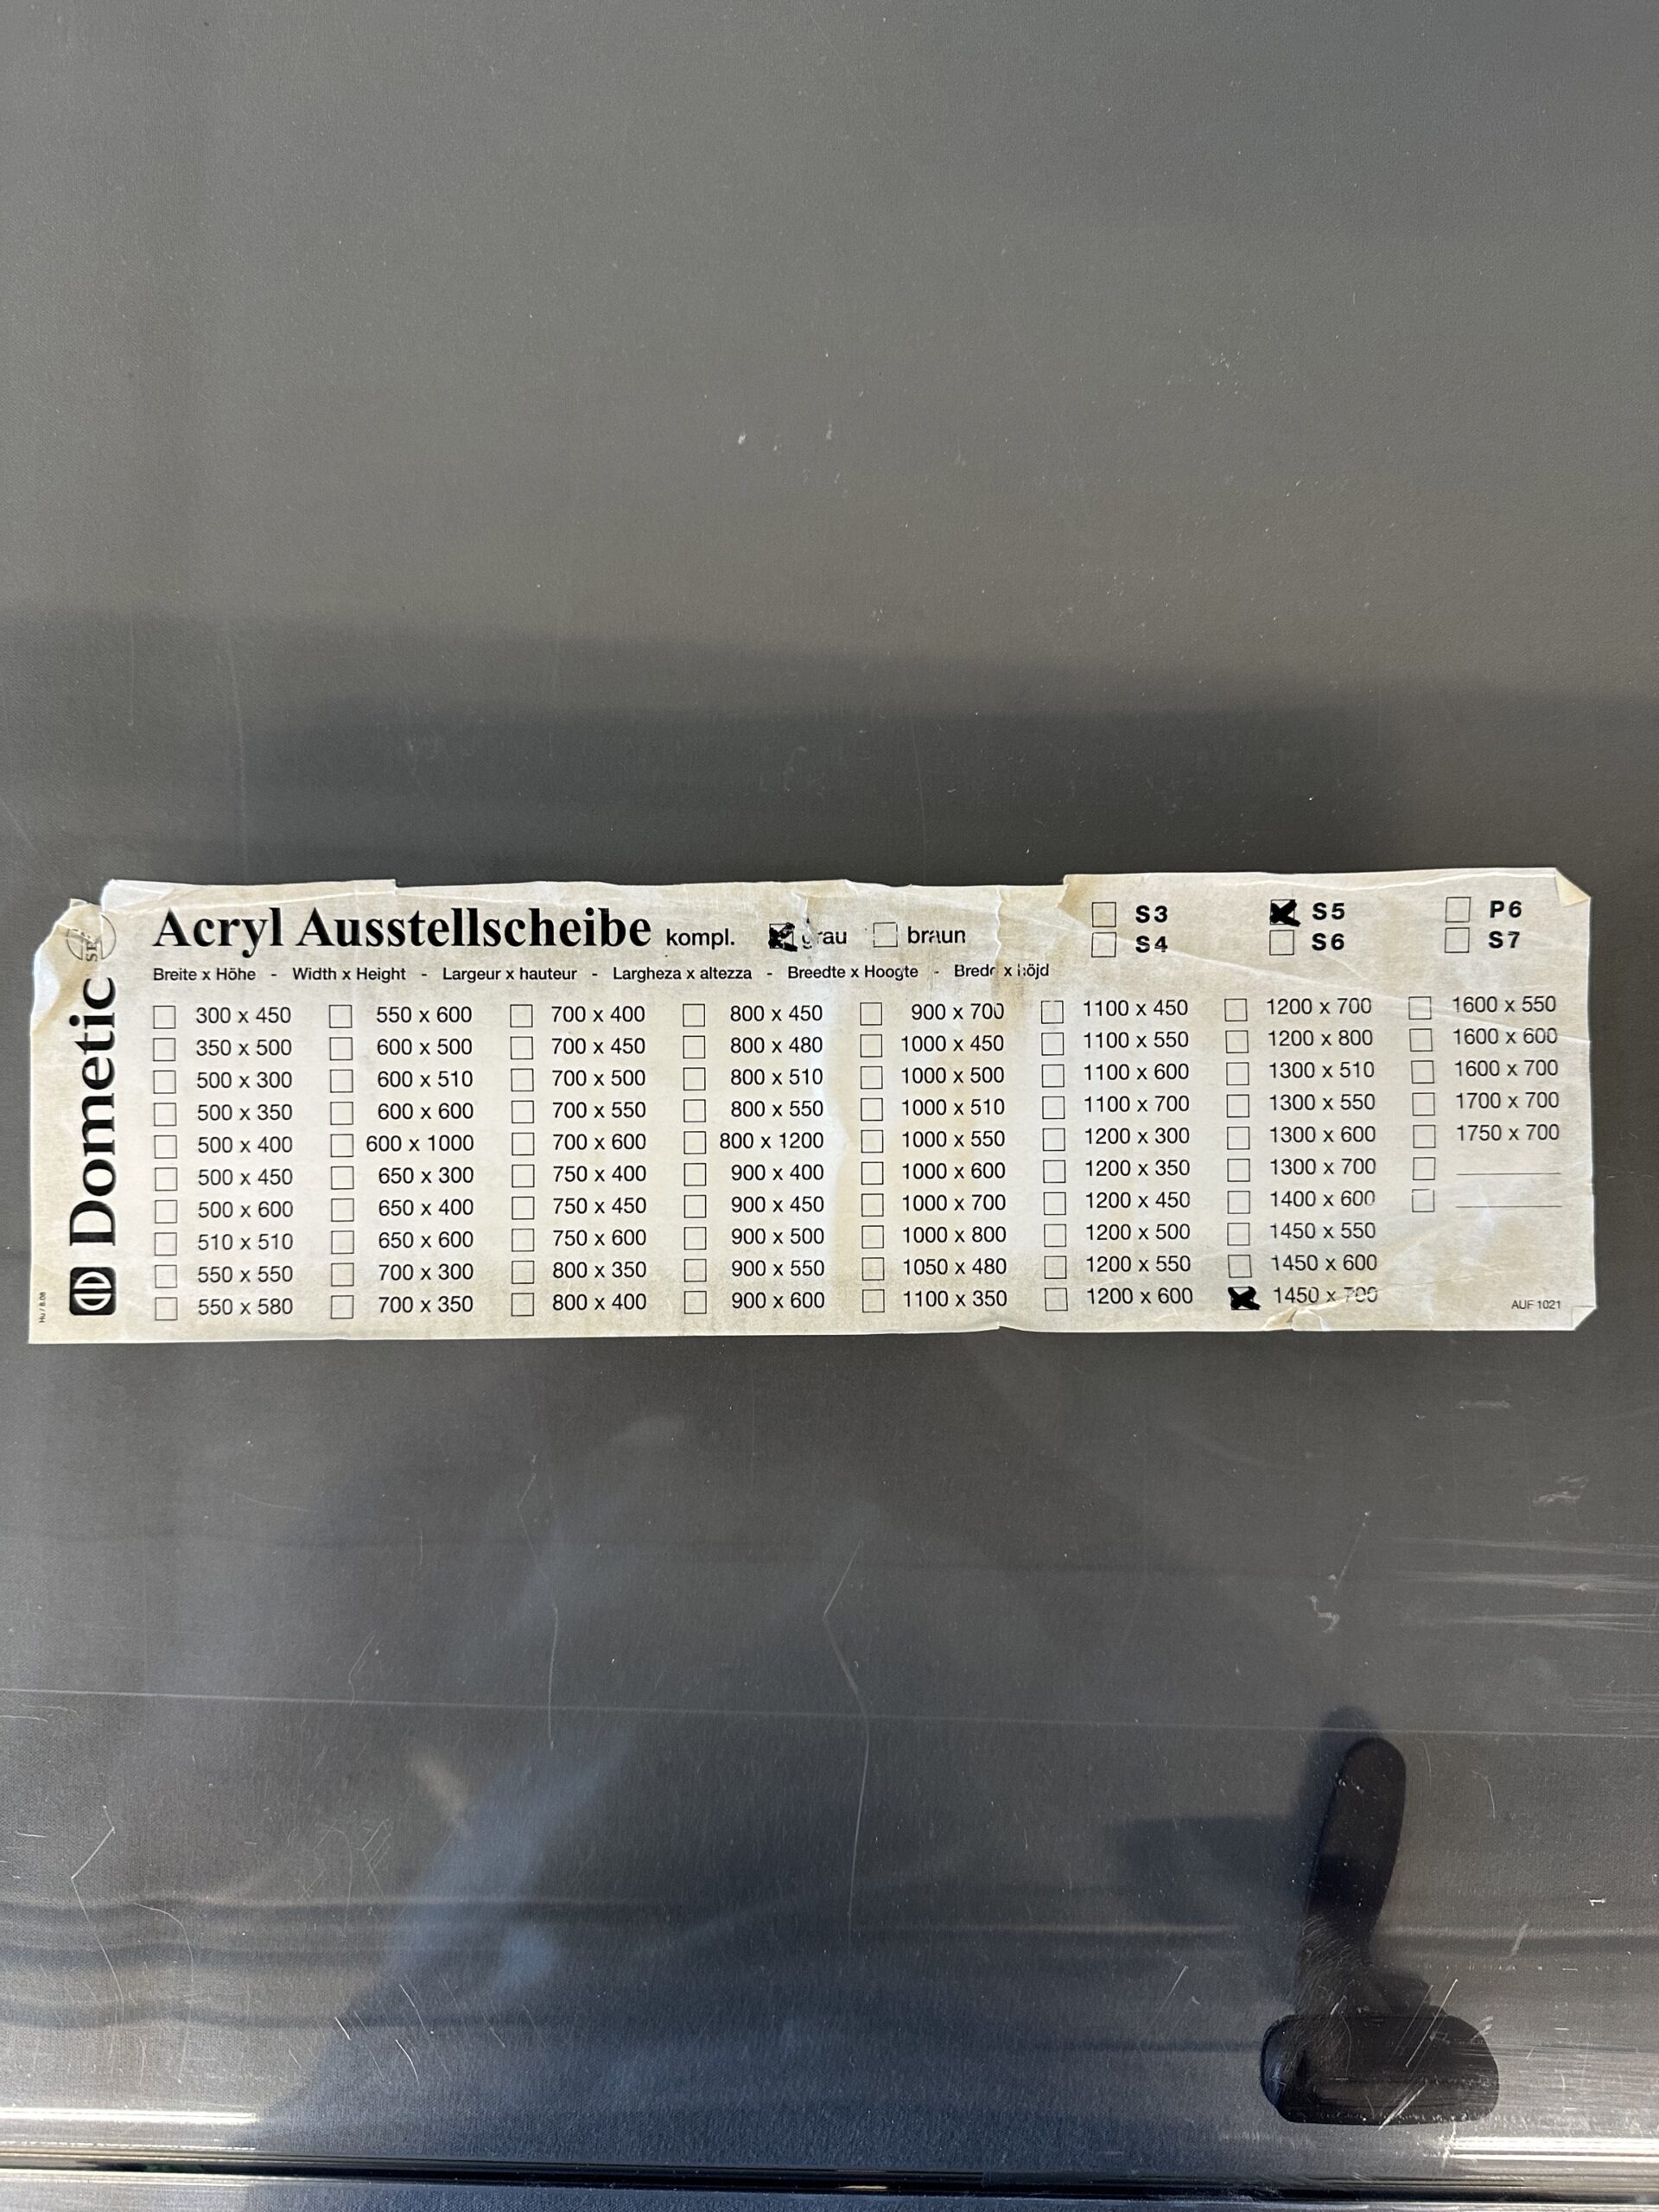 Dometic
Acryl Ausstellscheibe kompl. grau braun
S3 S5 P6
S4 S6 S7
Breite x Höhe - Width x Height - Largeur x hauteur - Largheza x altezza - Breedte x Hoogte - Bredd x höjd
300 x 450 550 x 600 700 x 400 800 x 450 900 x 700 1100 x 450 1200 x 700 1600 x 550
350 x 500 600 x 500 700 x 450 800 x 480 1000 x 450 1100 x 550 1200 x 800 1600 x 600
500 x 300 600 x 510 700 x 500 800 x 510 1000 x 500 1100 x 600 1300 x 510 1600 x 700
500 x 350 600 x 600 700 x 550 800 x 550 1000 x 510 1100 x 700 1300 x 550 1700 x 700
500 x 400 600 x 1000 700 x 600 800 x 1200 1000 x 550 1200 x 300 1300 x 600 1750 x 700
500 x 450 650 x 300 750 x 400 900 x 400 1000 x 600 1200 x 350 1300 x 700
500 x 600 650 x 400 750 x 450 900 x 450 1000 x 700 1200 x 450 1400 x 600
510 x 510 650 x 600 750 x 600 900 x 500 1000 x 800 1200 x 500 1450 x 550
550 x 550 700 x 300 800 x 350 900 x 550 1050 x 480 1200 x 550 1450 x 600
550 x 580 700 x 350 800 x 400 900 x 600 1100 x 350 1200 x 600 1450 x 700
AUF 1021